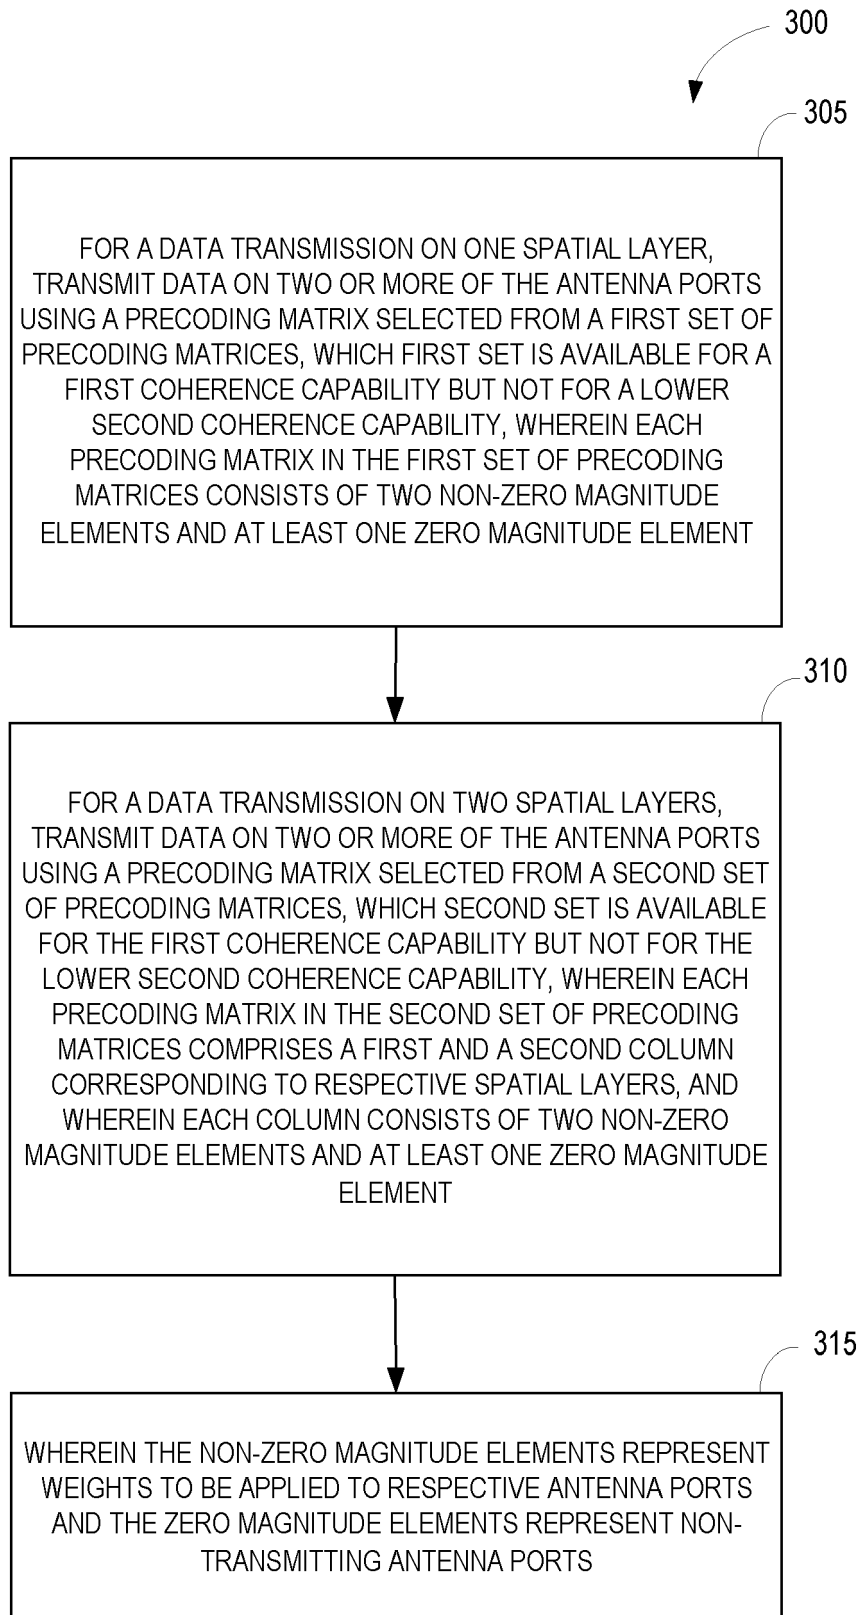 300
305
FOR A DATA TRANSMISSION ON ONE SPATIAL LAYER,
TRANSMIT DATA ON TWO OR MORE OF THE ANTENNA PORTS
USING A PRECODING MATRIX SELECTED FROM A FIRST SET OF
PRECODING MATRICES, WHICH FIRST SET IS AVAILABLE FOR A
FIRST COHERENCE CAPABILITY BUT NOT FOR A LOWER
SECOND COHERENCE CAPABILITY, WHEREIN EACH
PRECODING MATRIX IN THE FIRST SET OF PRECODING
MATRICES CONSISTS OF TWO NON-ZERO MAGNITUDE
ELEMENTS AND AT LEAST ONE ZERO MAGNITUDE ELEMENT
310
FOR A DATA TRANSMISSION ON TWO SPATIAL LAYERS,
TRANSMIT DATA ON TWO OR MORE OF THE ANTENNA PORTS
USING A PRECODING MATRIX SELECTED FROM A SECOND SET
OF PRECODING MATRICES, WHICH SECOND SET IS AVAILABLE
FOR THE FIRST COHERENCE CAPABILITY BUT NOT FOR THE
LOWER SECOND COHERENCE CAPABILITY, WHEREIN EACH
PRECODING MATRIX IN THE SECOND SET OF PRECODING
MATRICES COMPRISES A FIRST AND A SECOND COLUMN
CORRESPONDING TO RESPECTIVE SPATIAL LAYERS, AND
WHEREIN EACH COLUMN CONSISTS OF TWO NON-ZERO
MAGNITUDE ELEMENTS AND AT LEAST ONE ZERO MAGNITUDE
ELEMENT
315
WHEREIN THE NON-ZERO MAGNITUDE ELEMENTS REPRESENT
WEIGHTS TO BE APPLIED TO RESPECTIVE ANTENNA PORTS
AND THE ZERO MAGNITUDE ELEMENTS REPRESENT NON-
TRANSMITTING ANTENNA PORTS